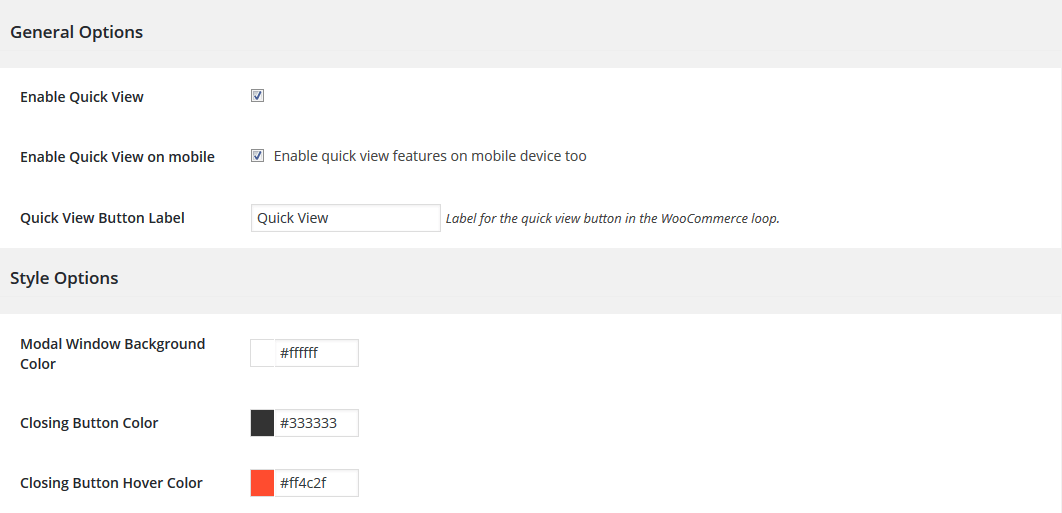 General Options
Enable Quick View
Enable Quick View on mobile Enable quick view features on mobile device too
Quick View Button Label Quick View Label for the quick view button in the WooCommerce loop.
Style Options
Modal Window Background
Color
#ffffff
Closing Button Color #333333
Closing Button Hover Color #ff4c2f